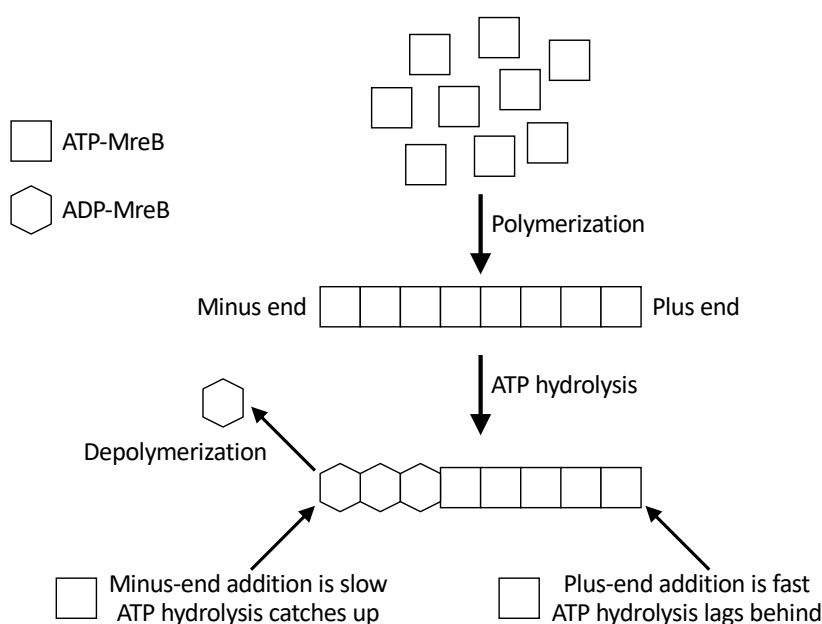 ATP-MreB
ADP-MreB
Polymerization
Minus end
Plus end
ATP hydrolysis
Depolymerization
Minus-end addition is slow
ATP hydrolysis catches up
Plus-end addition is fast
ATP hydrolysis lags behind